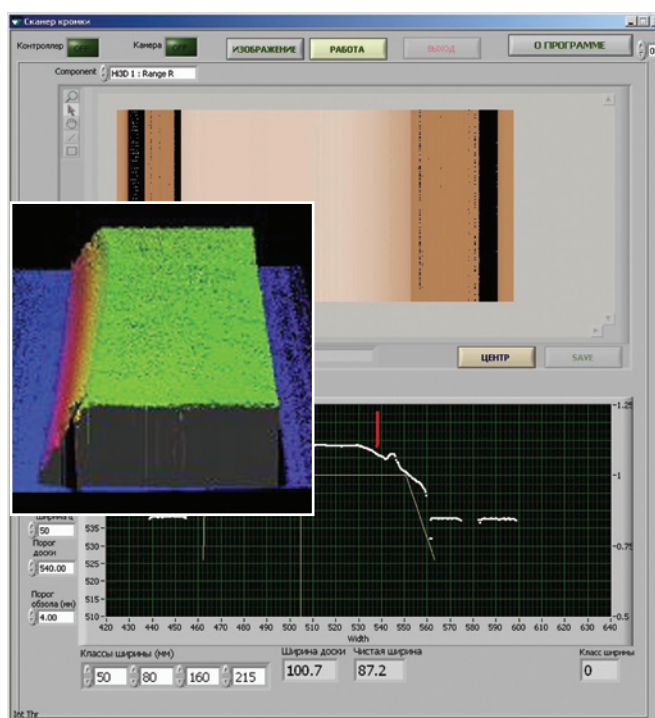 Сканер кромки
Контроллер OFF Камера OFF ИЗОБРАЖЕНИЕ РАБОТА ВЫХОД О ПРОГРАММЕ 0
Component HI3D 1 : Range R
ЦЕНТР SAVE
1.25
1
50
535
Порог доски
530
540.00
525
0.75
520
Порог обзола (мм)
515
4.00
510
0.5
420 430 440 450 460 470 480 490 500 510 520 530 540 550 560 570 580 590 600 610 620 630 640
Width
Классы ширины (мм) Ширина доски Чистая ширина Класс ширины
50 80 160 215 100.7 87.2 0
Int Thr